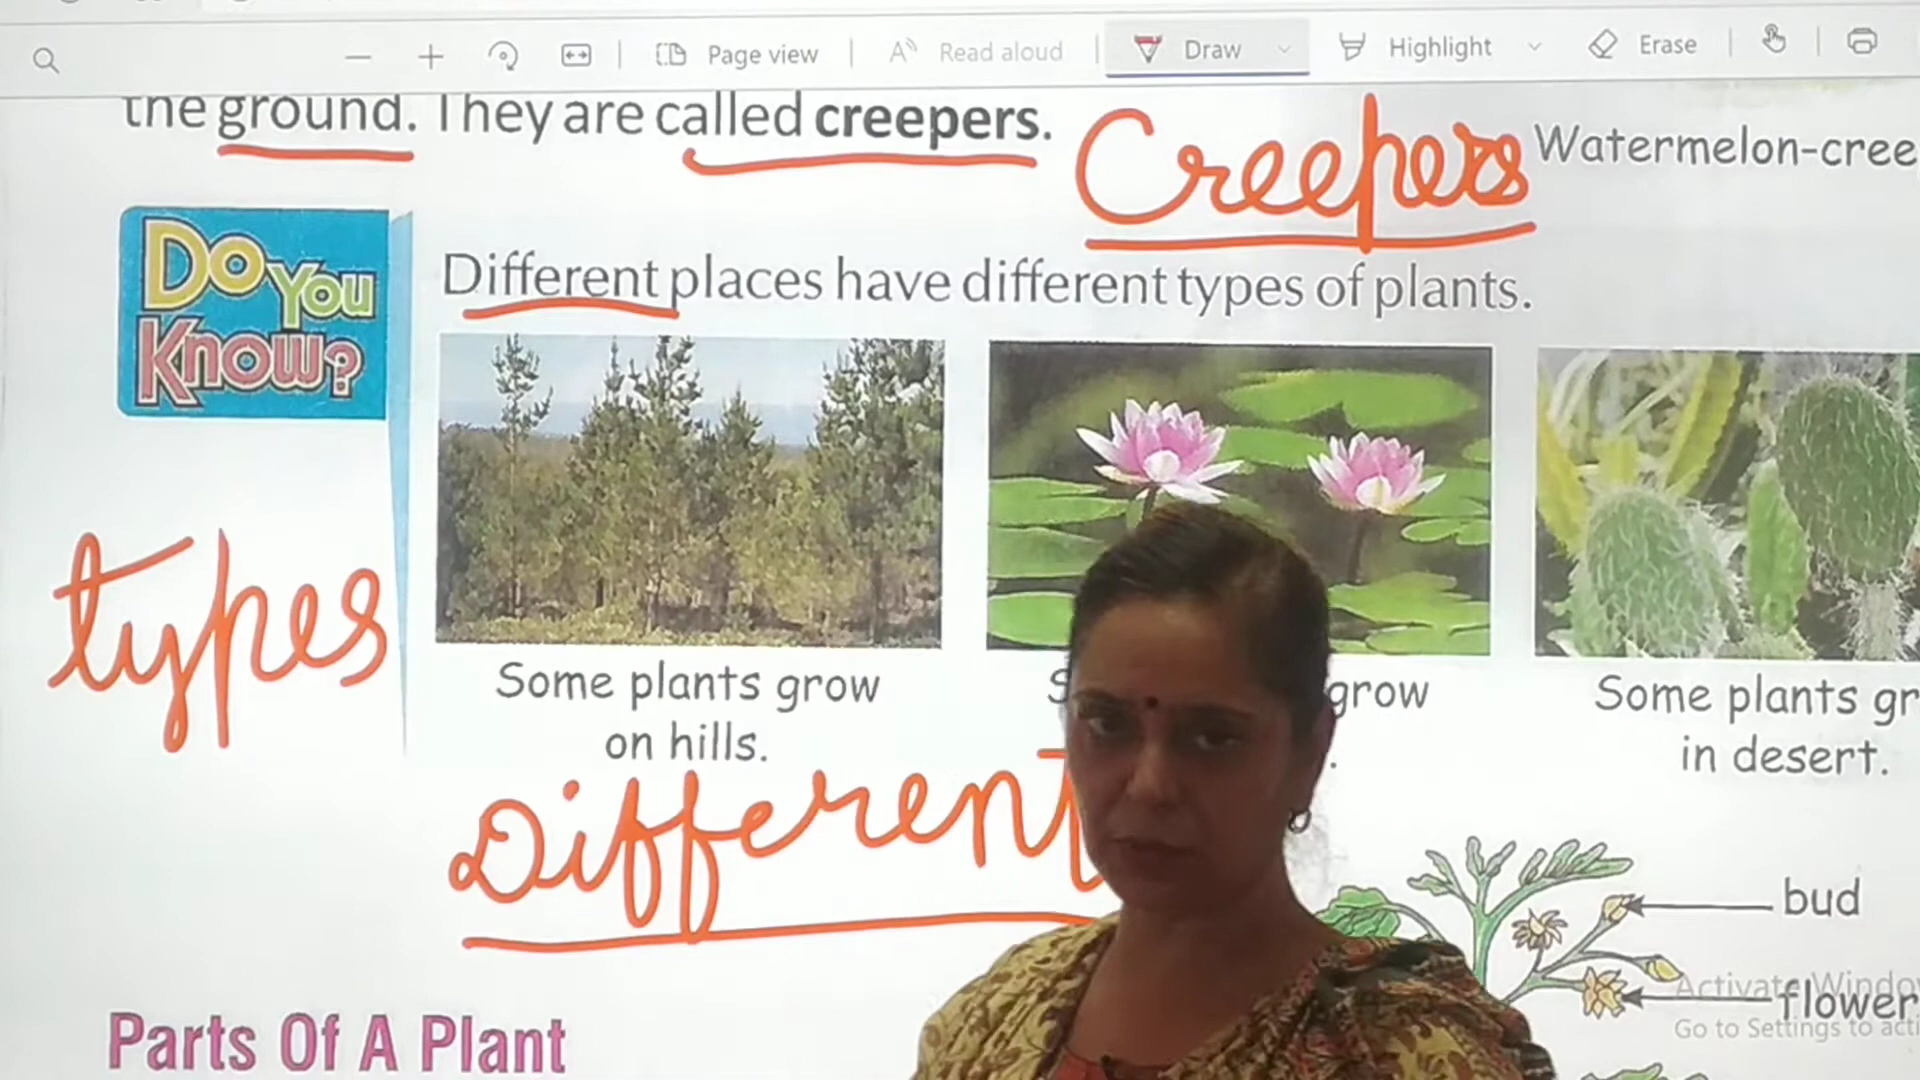 Page view
Read aloud
Draw
Highlight
Erase
the ground. They are called creepers.
Creepers
Watermelon-cree
Do You
Know?
Different places have different types of plants.
types
Some plants grow
on hills.
grow
.
Some plants gr
in desert.
Different
bud
flower
Activate Windo
Go to Settings to acti
Parts Of A Plant